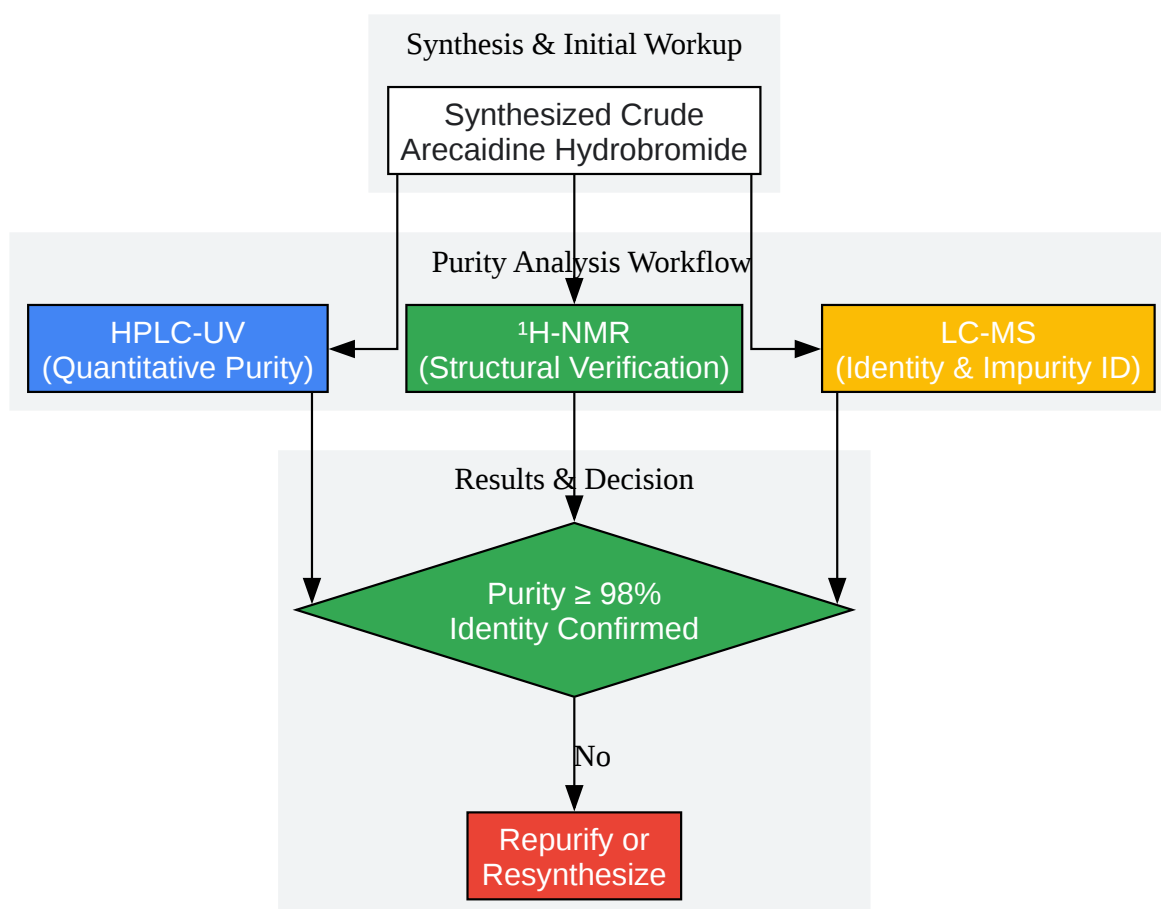 Synthesis & Initial Workup
Synthesized Crude
Arecaidine Hydrobromide
Purity Analysis Workflow
HPLC-UV
(Quantitative Purity)
¹H-NMR
(Structural Verification)
LC-MS
(Identity & Impurity ID)
Results & Decision
Purity ≥ 98%
Identity Confirmed
No
Repurify or
Resynthesize